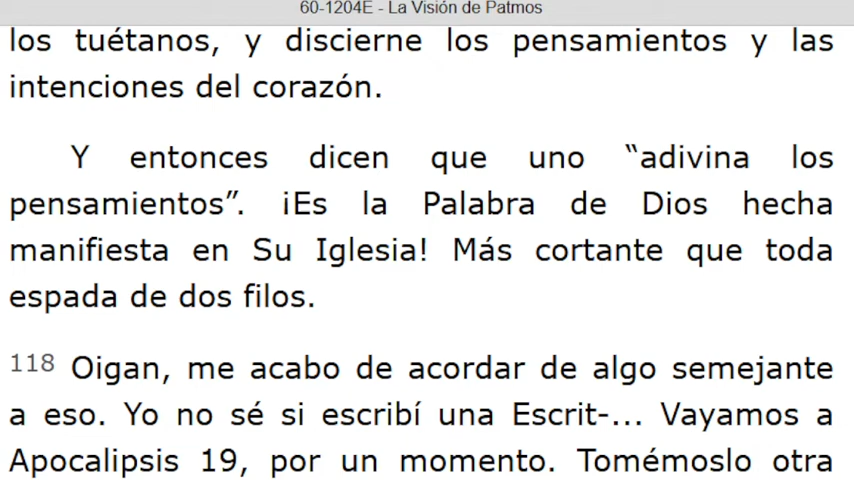 60-1204E - La Visión de Patmos
los tuétanos, y discierne los pensamientos y las
intenciones del corazón.
Y entonces dicen que uno “adivina los
pensamientos”. ¡Es la Palabra de Dios hecha
manifiesta en Su Iglesia! Más cortante que toda
espada de dos filos.
118 Oigan, me acabo de acordar de algo semejante
a eso. Yo no sé si escribí una Escrit-... Vayamos a
Apocalipsis 19, por un momento. Tomémoslo otra